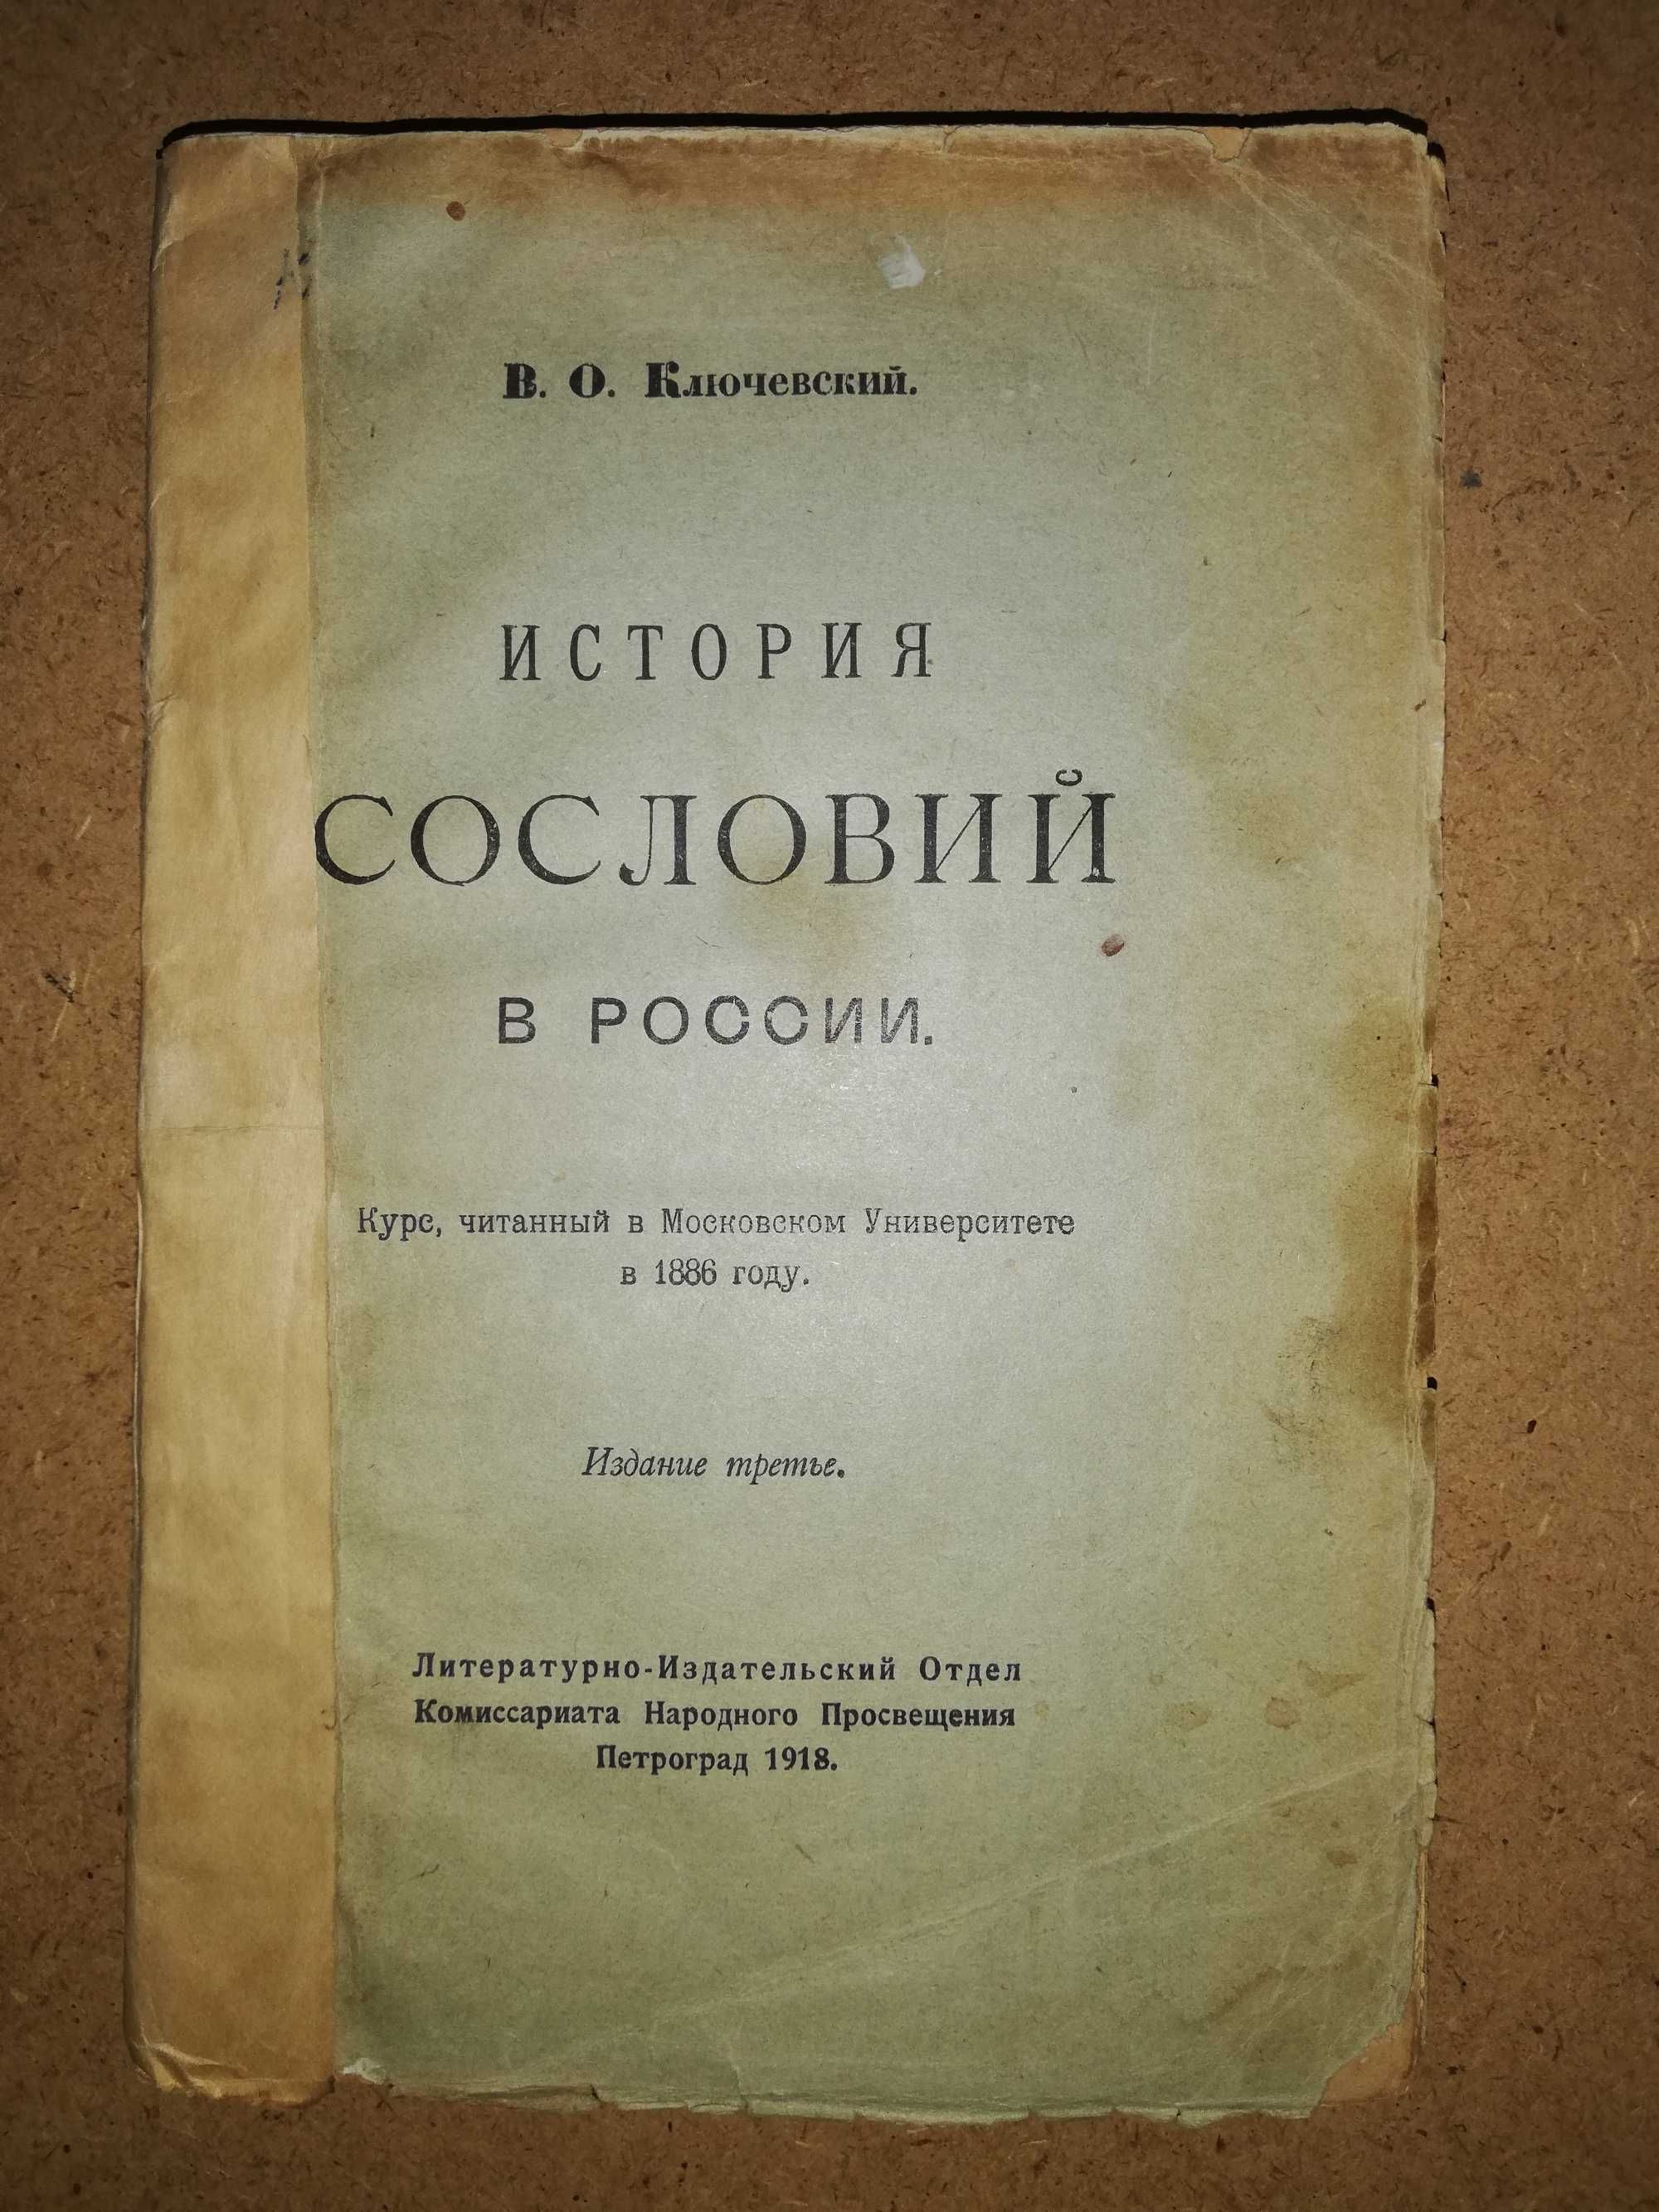 В. О. Ключевский.
ИСТОРИЯ
СОСЛОВИЙ
В РОССИИ.
Курс, читанный в Московском Университете
в 1886 году.
Издание третье.
Литературно-Издательский Отдел
Комиссариата Народного Просвещения
Петроград 1918.